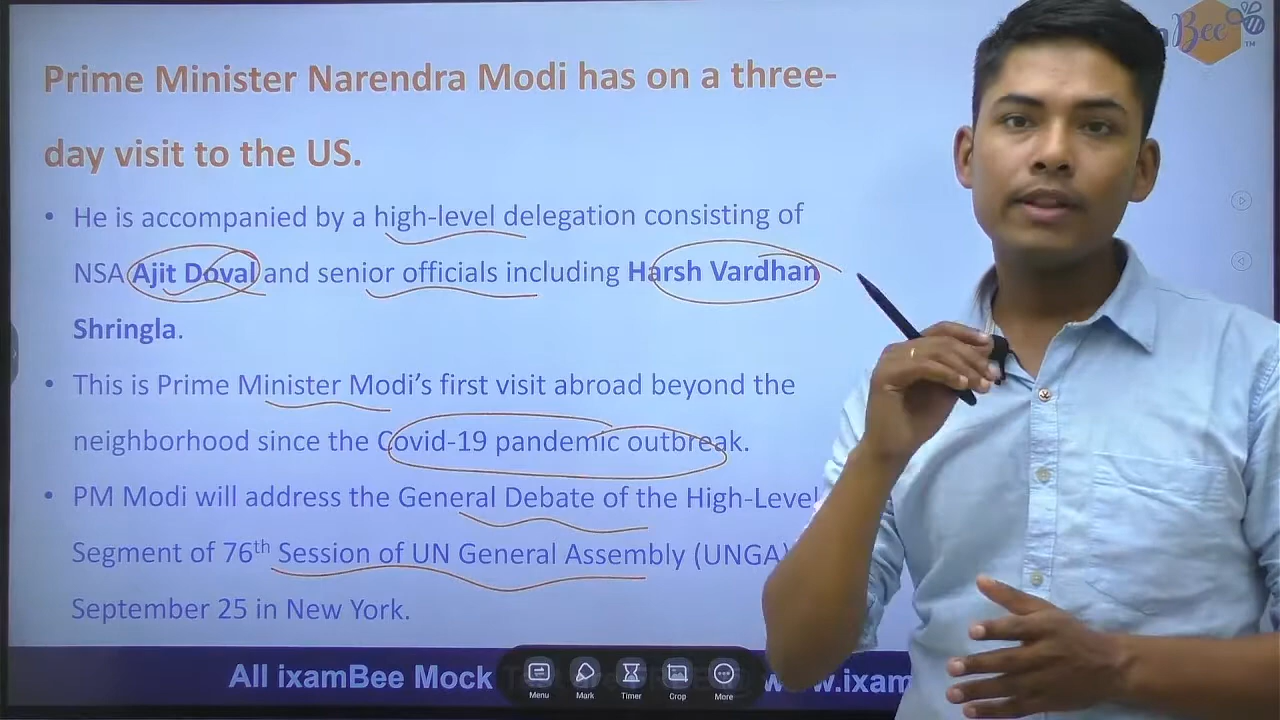 Prime Minister Narendra Modi has on a three-
day visit to the US.
• He is accompanied by a high-level delegation consisting of
NSA Ajit Doval and senior officials including Harsh Vardhan
Shringla.
• This is Prime Minister Modi’s first visit abroad beyond the
neighborhood since the Covid-19 pandemic outbreak.
• PM Modi will address the General Debate of the High-Level
Segment of 76th Session of UN General Assembly (UNGA)
September 25 in New York.
All ixamBee Mock
www.ixam
Menu
Mark
Timer
Crop
More
Bee
TM